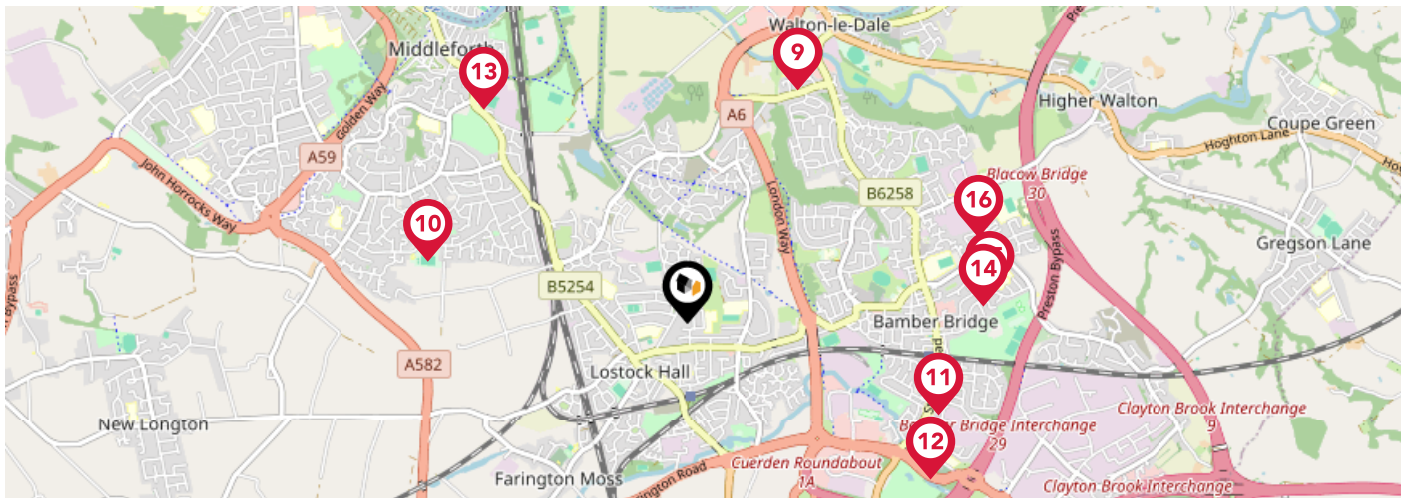 Walton-le-Dale
Middleforth
9
13
Golden Way
A6
Higher Walton
Coupe Green
Hoghton Lane
A59
John Horrocks Way
Blacow Bridge
30
B6258
16
10
London Way
Gregson Lane
Preston Bypass
Bypass
B5254
14
Bamber Bridge
A582
Lostock Hall
11
Clayton Brook Interchange
9
New Longton
Bamber Bridge Interchange
29
12
Cuerden Roundabout
1A
Farington Moss
Clayton Brook Interchange